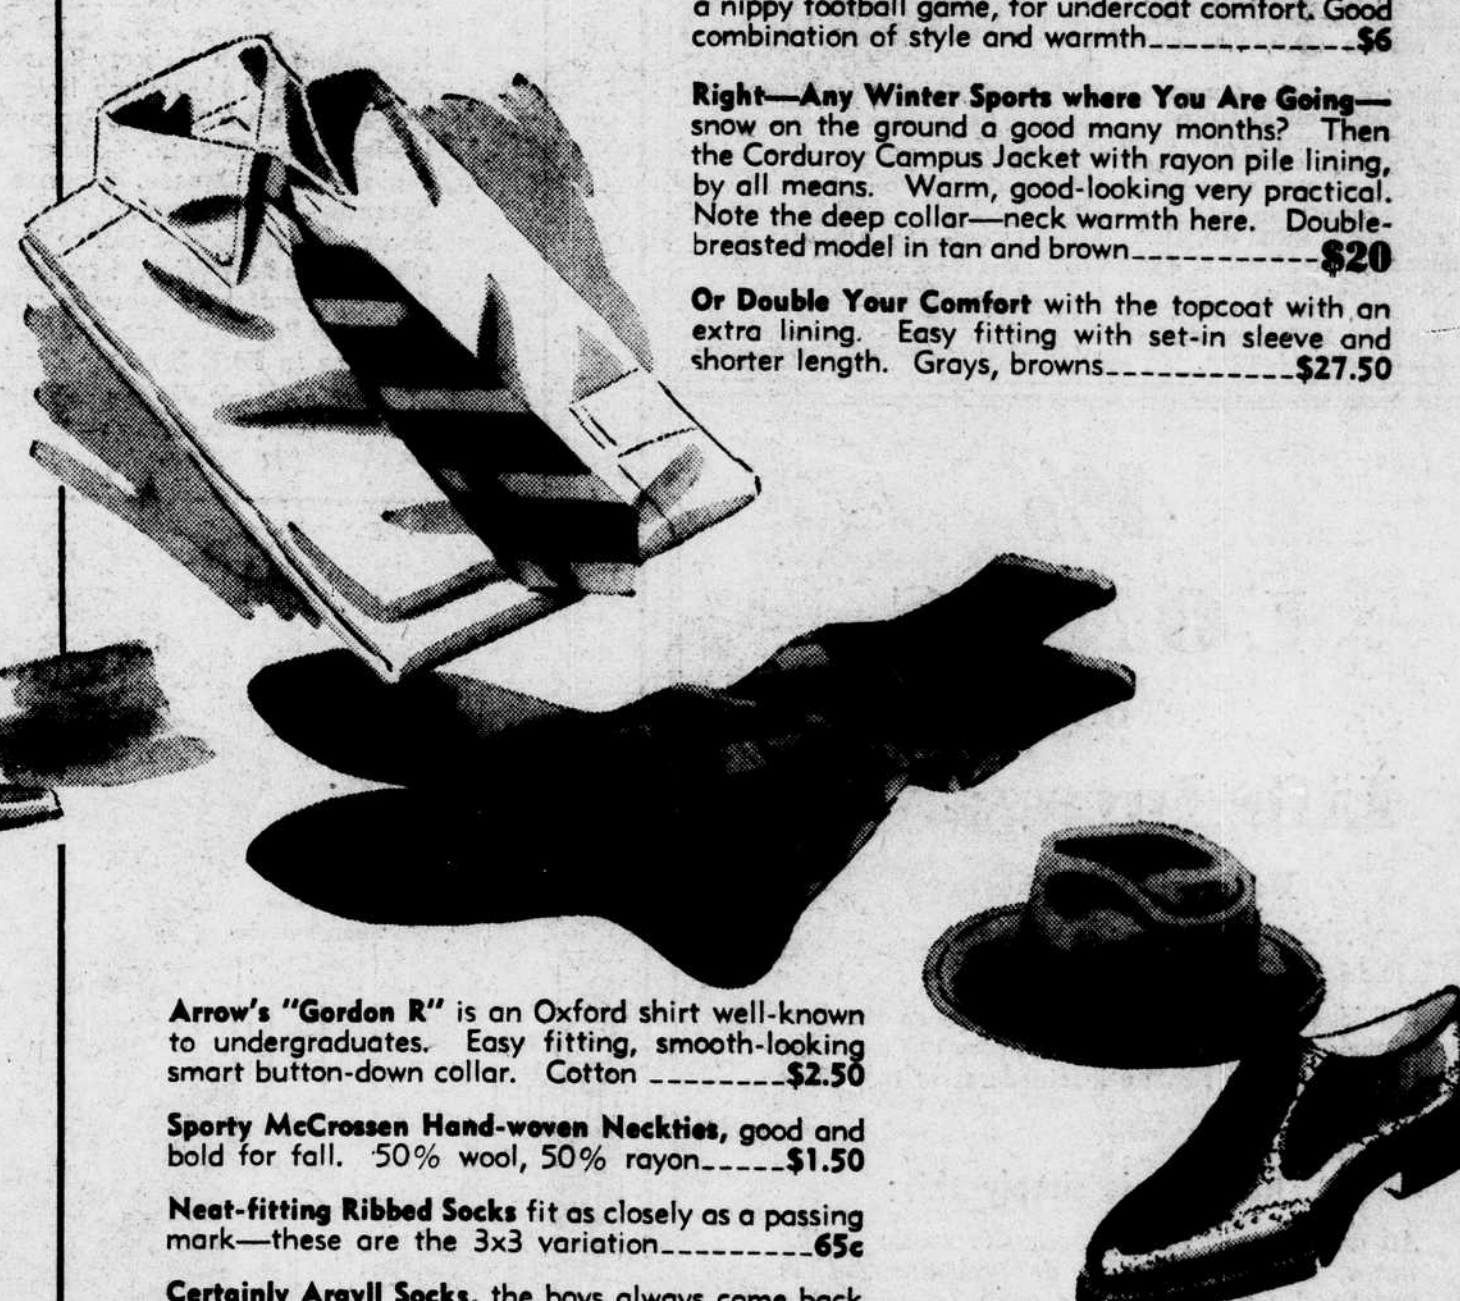 a nippy football game, for undercoat comfort. Good
combination of style and warmth____________$6
Right—Any Winter Sports where You Are Going—
snow on the ground a good many months? Then
the Corduroy Campus Jacket with rayon pile lining,
by all means. Warm, good-looking very practical.
Note the deep collar—neck warmth here. Double-
breasted model in tan and brown___________$20
Or Double Your Comfort with the topcoat with an
extra lining. Easy fitting with set-in sleeve and
shorter length. Grays, browns___________$27.50
Arrow's "Gordon R" is an Oxford shirt well-known
to undergraduates. Easy fitting, smooth-looking
smart button-down collar. Cotton ________$2.50
Sporty McCrossen Hand-woven Neckties, good and
bold for fall. 50% wool, 50% rayon_____$1.50
Neat-fitting Ribbed Socks fit as closely as a passing
mark—these are the 3x3 variation_________65c
Certainly Argyll Socks, the boys always come back